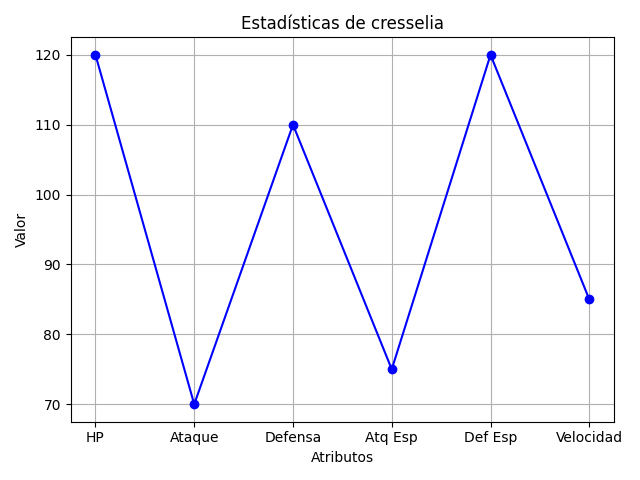 Estadísticas de cresselia
Valor
120
110
100
90
80
70
HP Ataque Defensa Atq Esp Def Esp Velocidad
Atributos